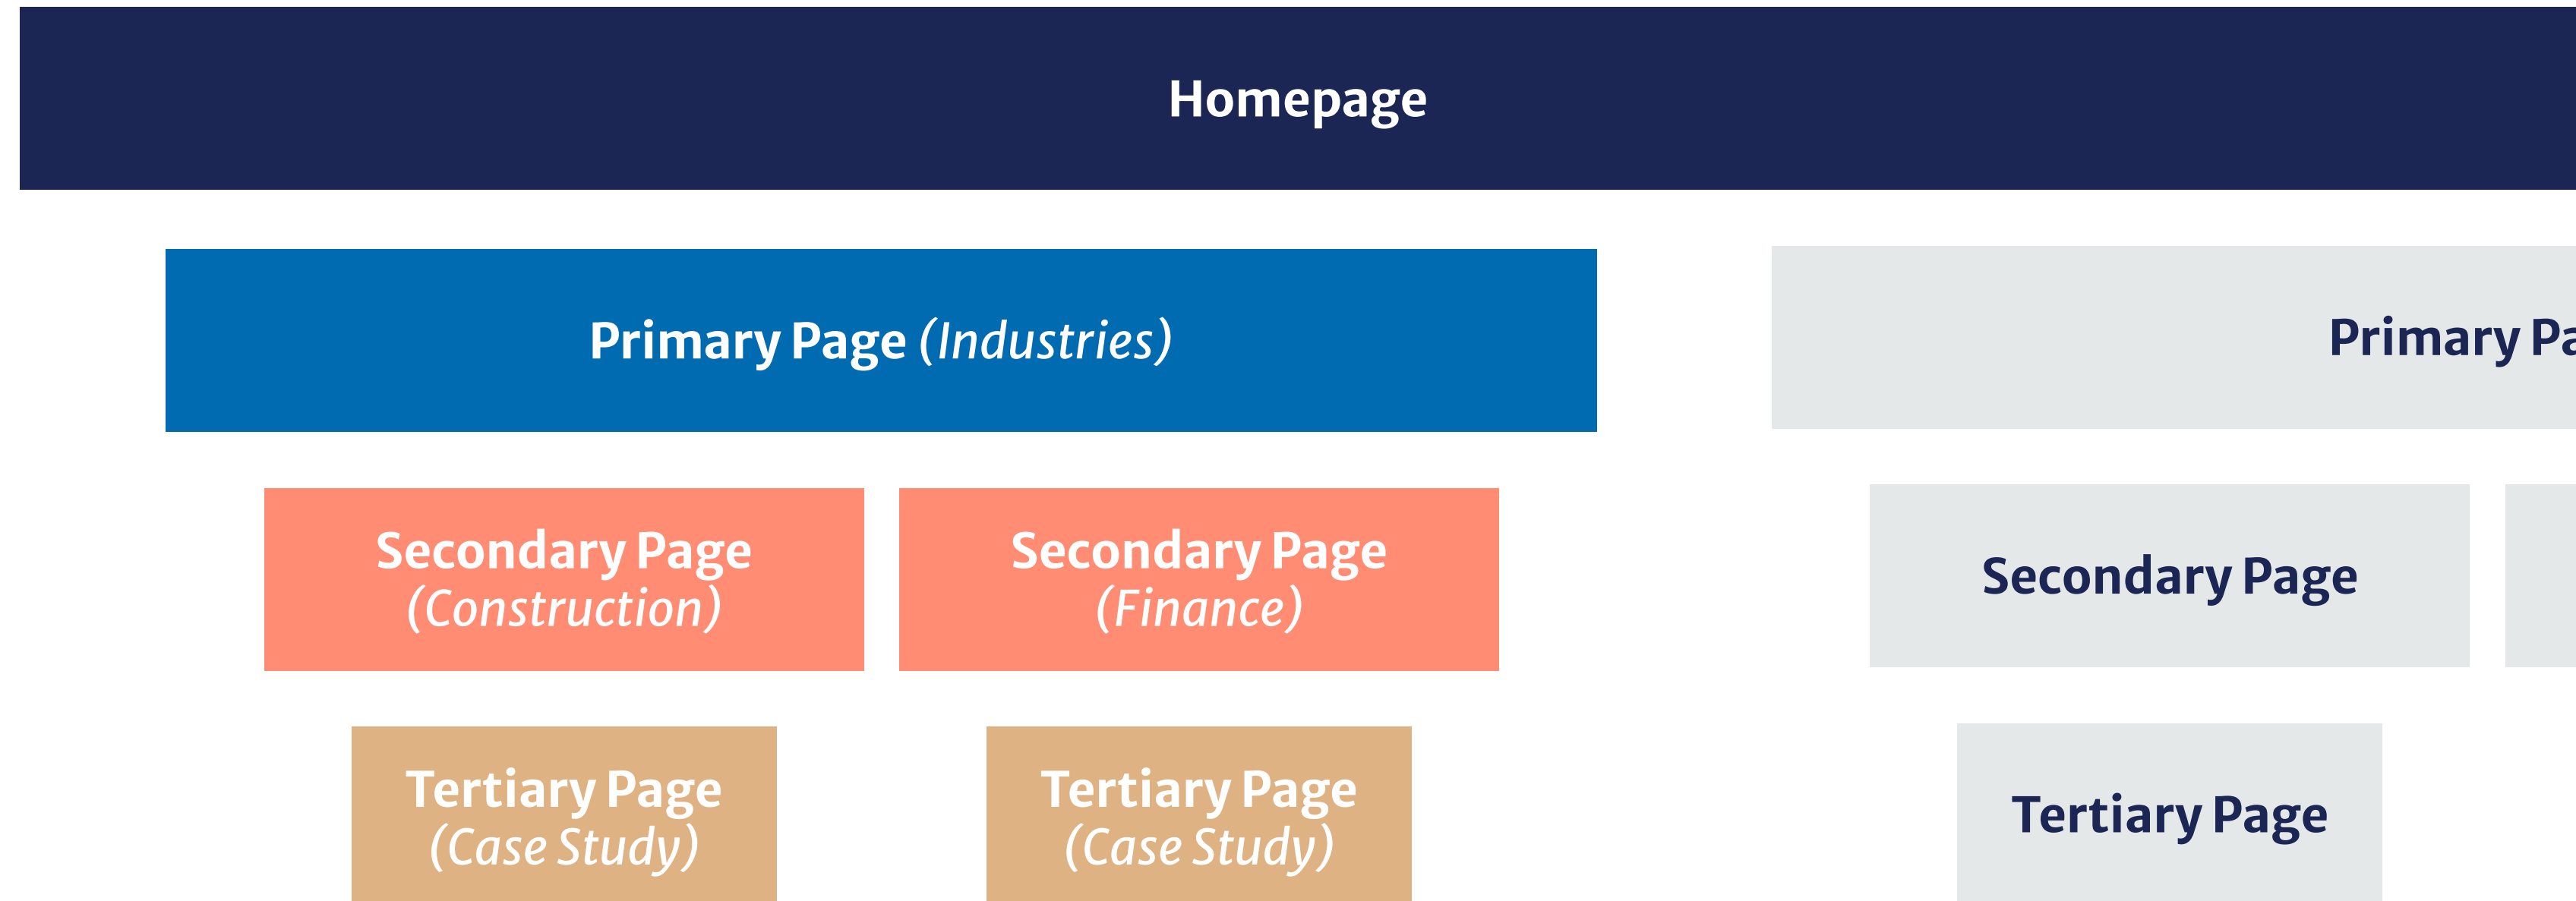 Homepage
Primary Page (Industries)
Primary
Secondary Page
(Construction)
Secondary Page
(Finance)
Secondary Page
Tertiary Page
(Case Study)
Tertiary Page
(Case Study)
Tertiary Page